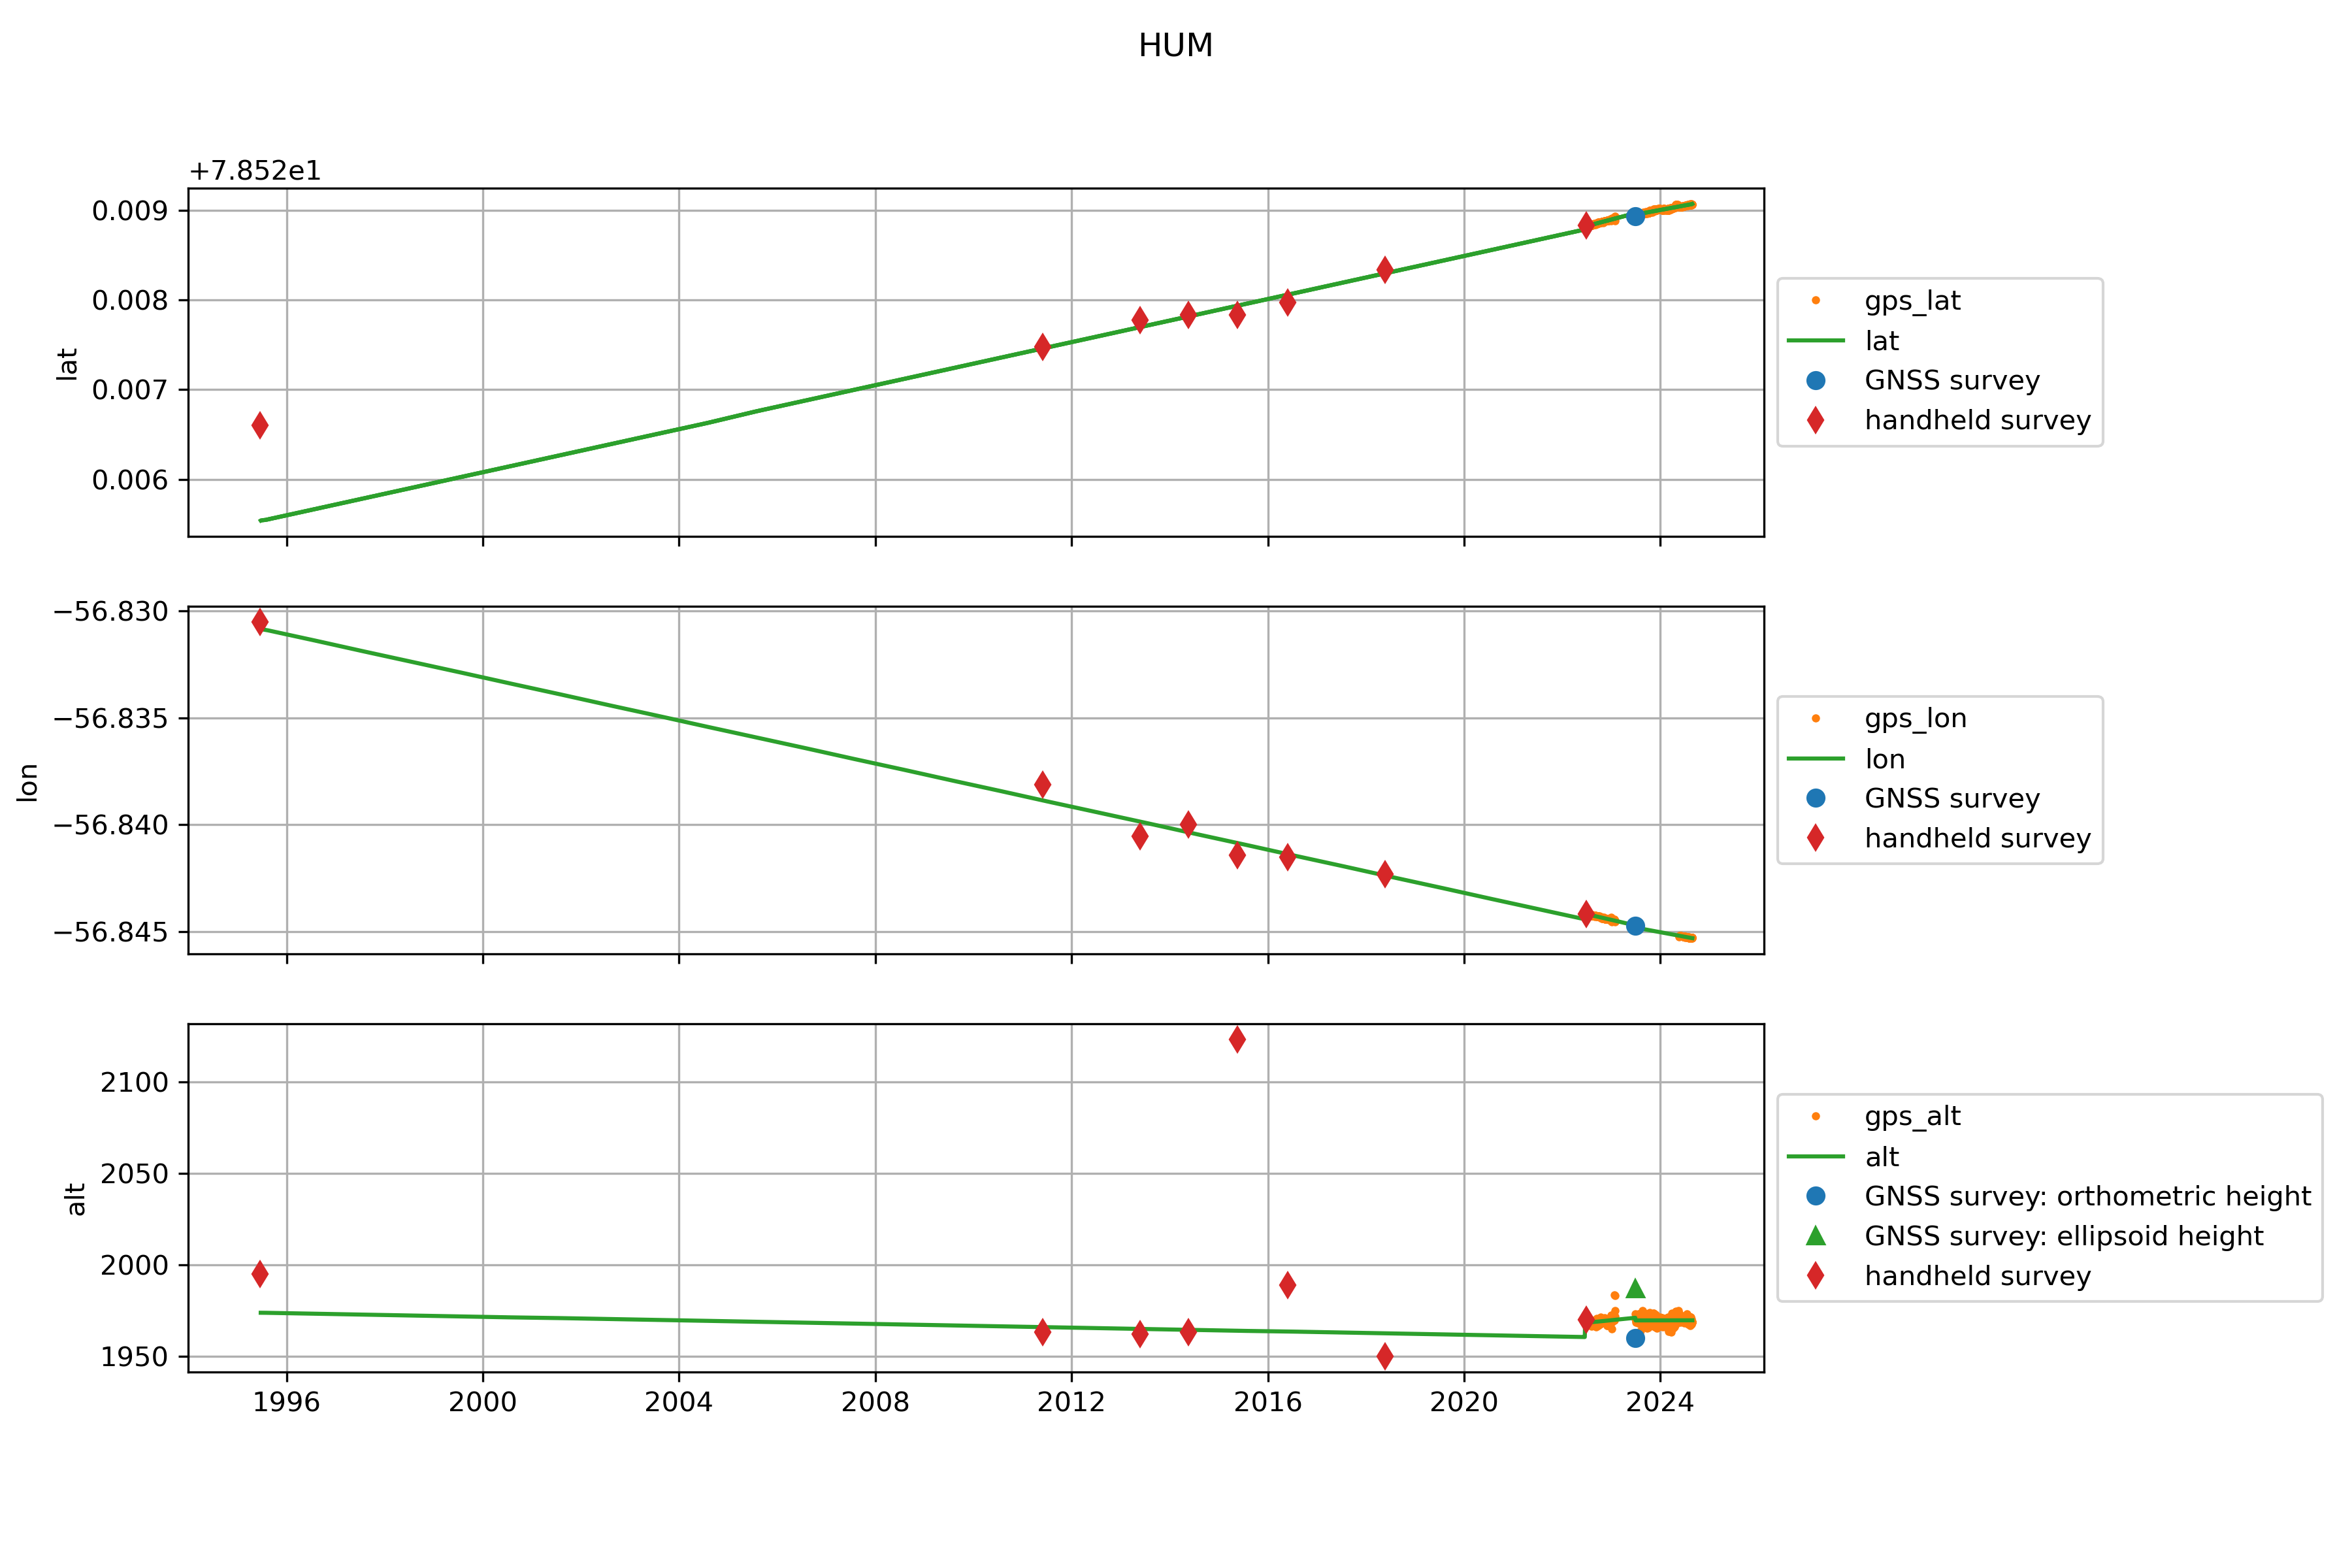 HUM
+7.852e1
0.009
0.008
0.007
0.006
lat
gps_lat
lat
GNSS survey
handheld survey
−56.830
−56.835
−56.840
−56.845
lon
gps_lon
lon
GNSS survey
handheld survey
2100
2050
2000
1950
alt
gps_alt
alt
GNSS survey: orthometric height
GNSS survey: ellipsoid height
handheld survey
1996 2000 2004 2008 2012 2016 2020 2024